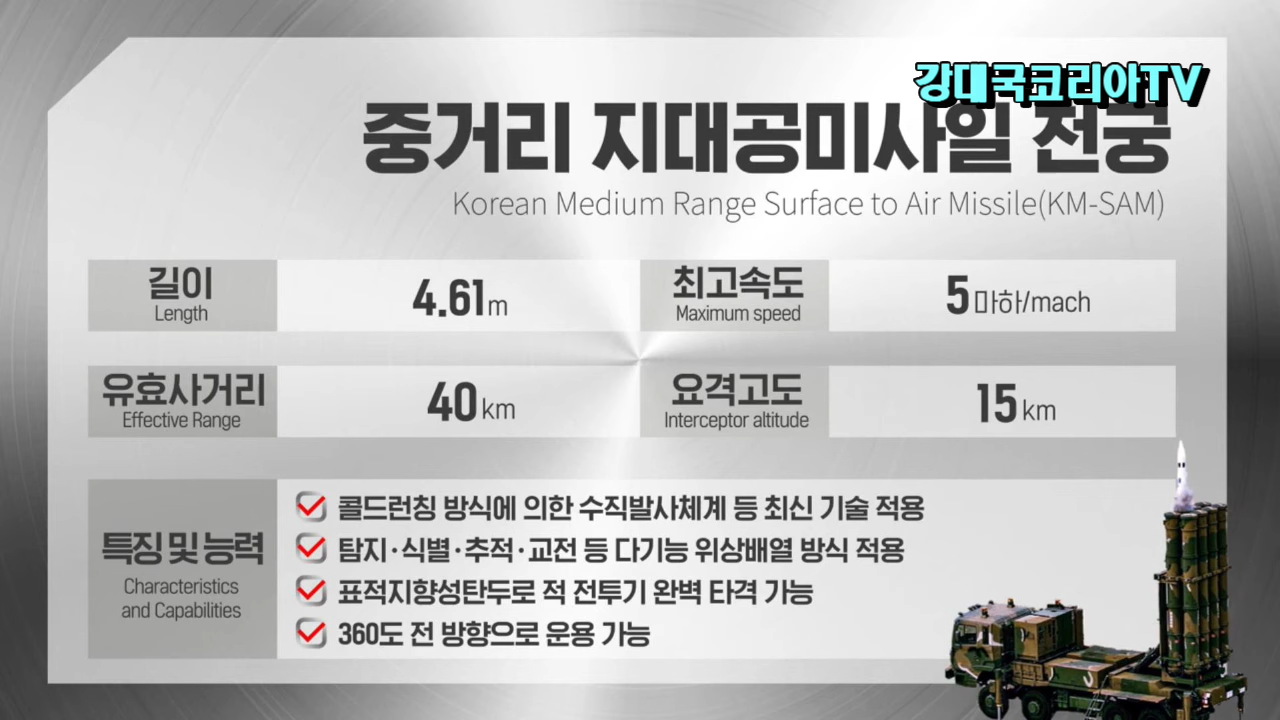 강대국코리아TV
중거리 지대공미사일 천궁
Korean Medium Range Surface to Air Missile(KM-SAM)
길이
Length
4.61m
최고속도
Maximum speed
5마하/mach
유효사거리
Effective Range
40km
요격고도
Interceptor altitude
15km
특징 및 능력
Characteristics
and Capabilities
콜드런칭 방식에 의한 수직발사체계 등 최신 기술 적용
탐지·식별·추적·교전 등 다기능 위상배열 방식 적용
표적지향성탄두로 적 전투기 완벽 타격 가능
360도 전 방향으로 운용 가능